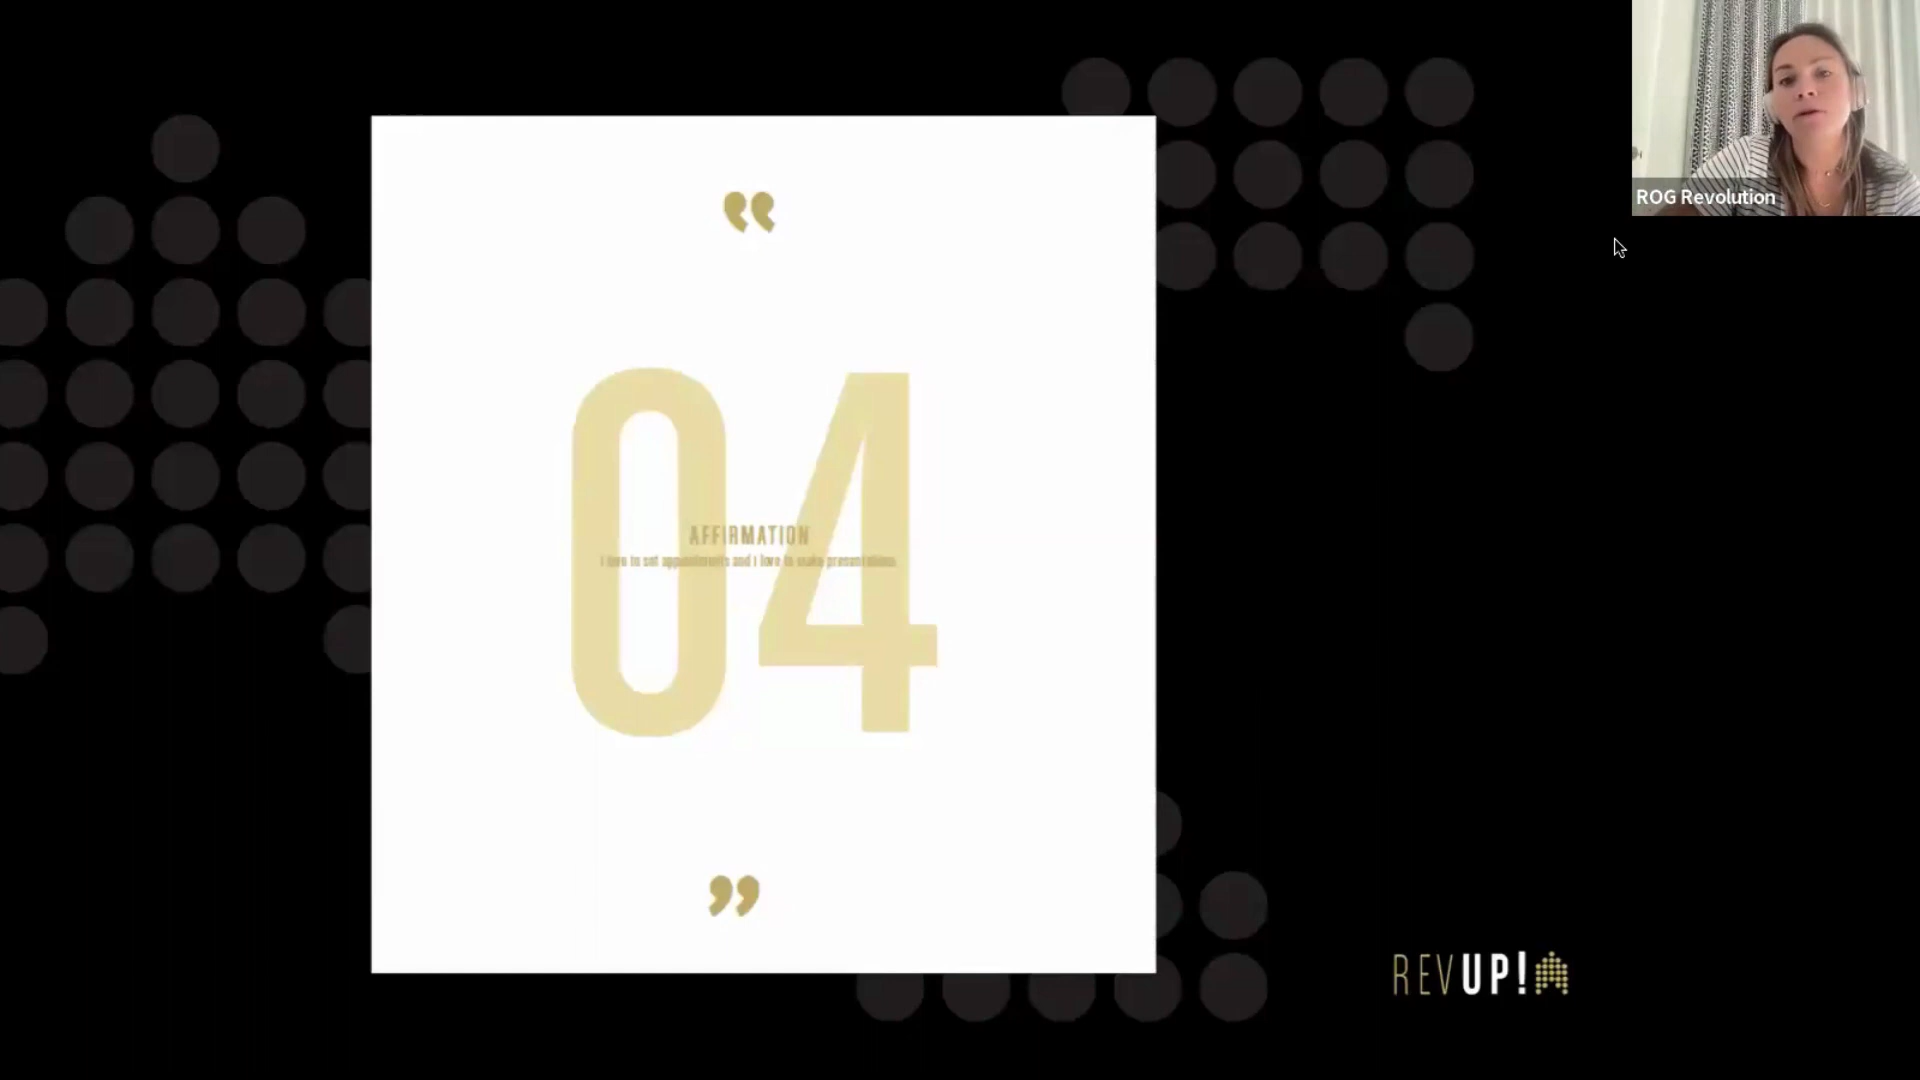 ROG Revolution
“
04
AFFIRMATION
I love to set appointments and I love to make presentations.
”
REVUP!